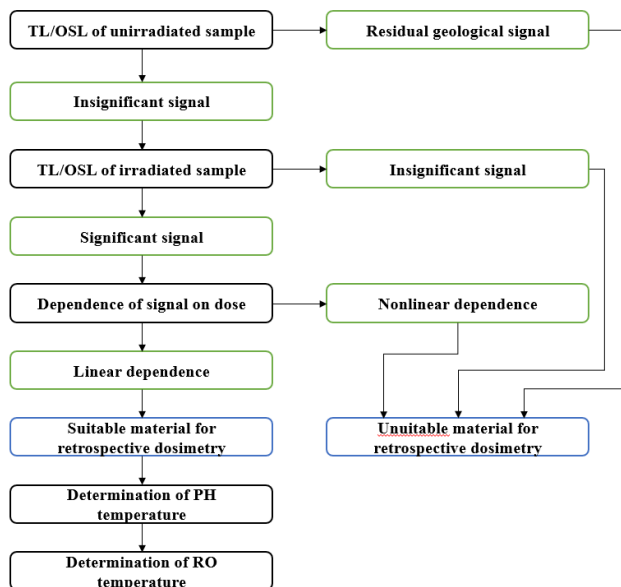 TL/OSL of unirradiated sample
Residual geological signal
Insignificant signal
TL/OSL of irradiated sample
Insignificant signal
Significant signal
Dependence of signal on dose
Nonlinear dependence
Linear dependence
Suitable material for
retrospective dosimetry
Unuitable material for
retrospective dosimetry
Determination of PH
temperature
Determination of RO
temperature